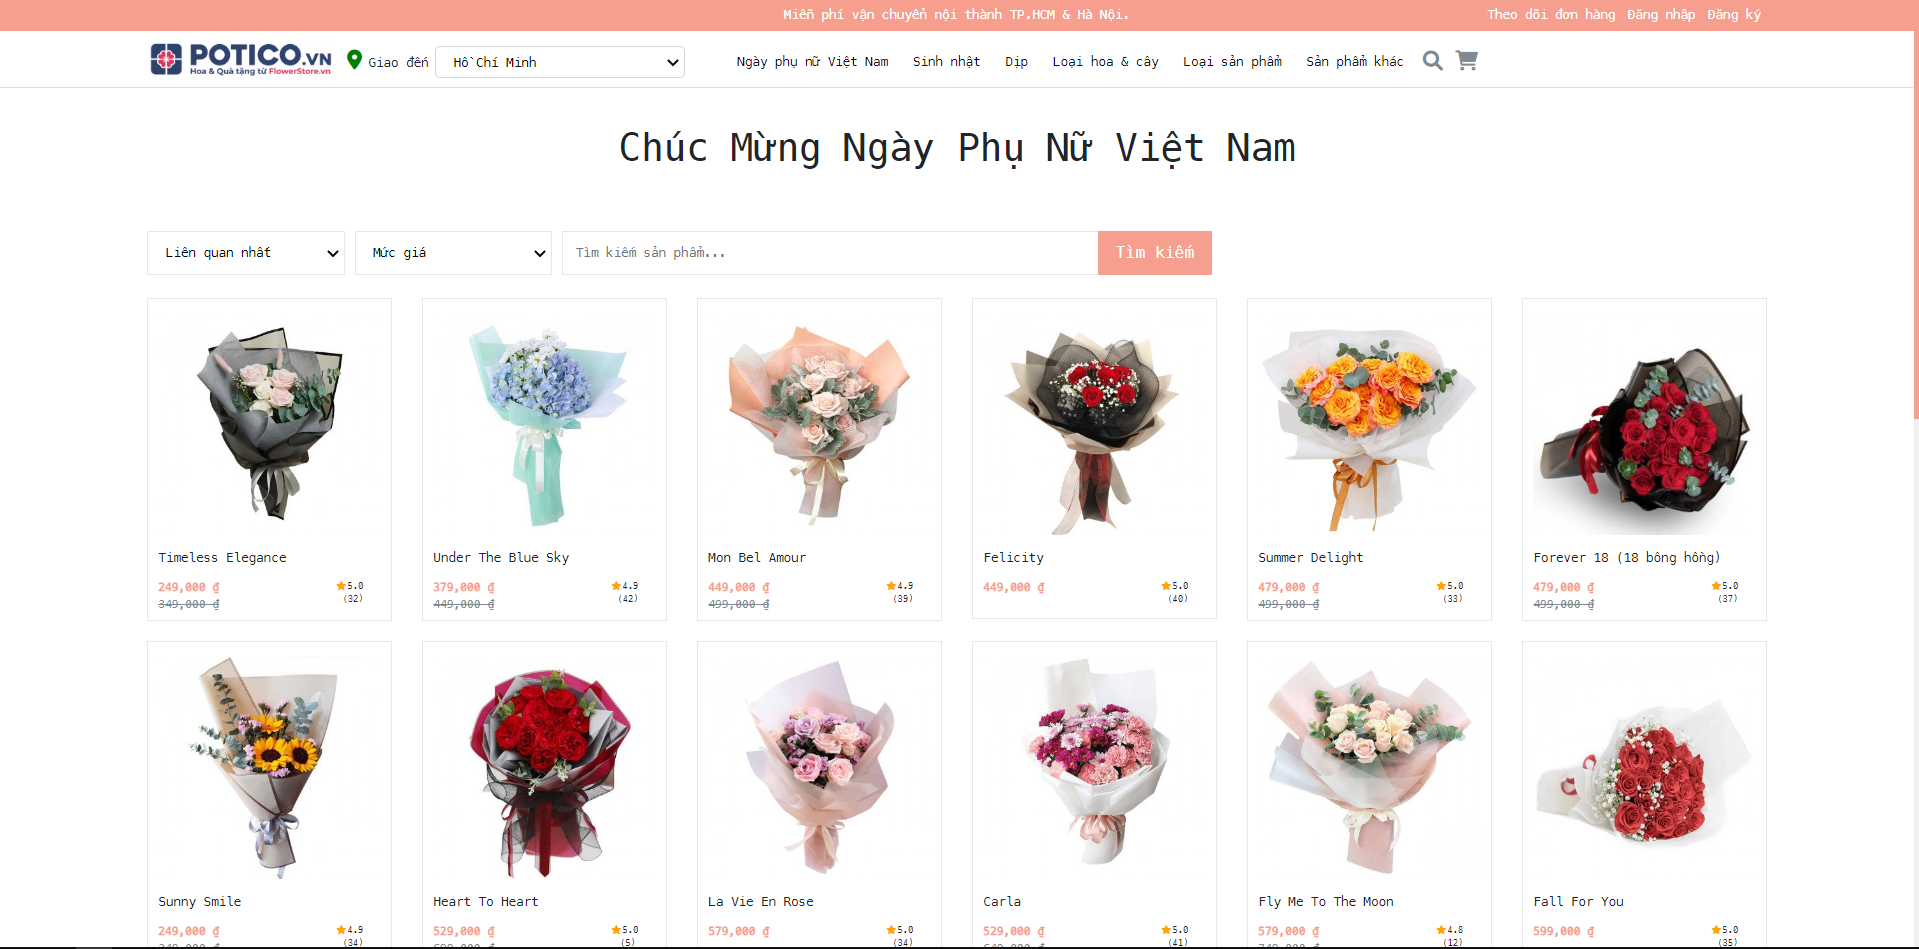 Miễn phí vận chuyển nội thành TP.HCM & Hà Nội.
Theo dõi đơn hàng Đăng nhập Đăng ký
POTICO.VN
Hoa & Quà tặng từ FlowerStore.vn
Giao đến
Hồ Chí Minh
Ngày phụ nữ Việt Nam Sinh nhật Dịp Loại hoa & cây Loại sản phẩm Sản phẩm khác
Chúc Mừng Ngày Phụ Nữ Việt Nam
Liên quan nhất
Mức giá
Tìm kiếm sản phẩm...
Tìm kiếm
Timeless Elegance
249,000 ₫
5.0
349,000 ₫
(32)
Under The Blue Sky
379,000 ₫
4.9
449,000 ₫
(42)
Mon Bel Amour
449,000 ₫
4.9
499,000 ₫
(39)
Felicity
449,000 ₫
5.0
(40)
Summer Delight
479,000 ₫
5.0
499,000 ₫
(33)
Forever 18 (18 bông hồng)
479,000 ₫
5.0
499,000 ₫
(37)
Sunny Smile
249,000 ₫
4.9
349,000 ₫
(34)
Heart To Heart
529,000 ₫
5.0
699,000 ₫
(5)
La Vie En Rose
579,000 ₫
5.0
(34)
Carla
529,000 ₫
5.0
649,000 ₫
(41)
Fly Me To The Moon
579,000 ₫
4.8
749,000 ₫
(12)
Fall For You
599,000 ₫
5.0
(35)